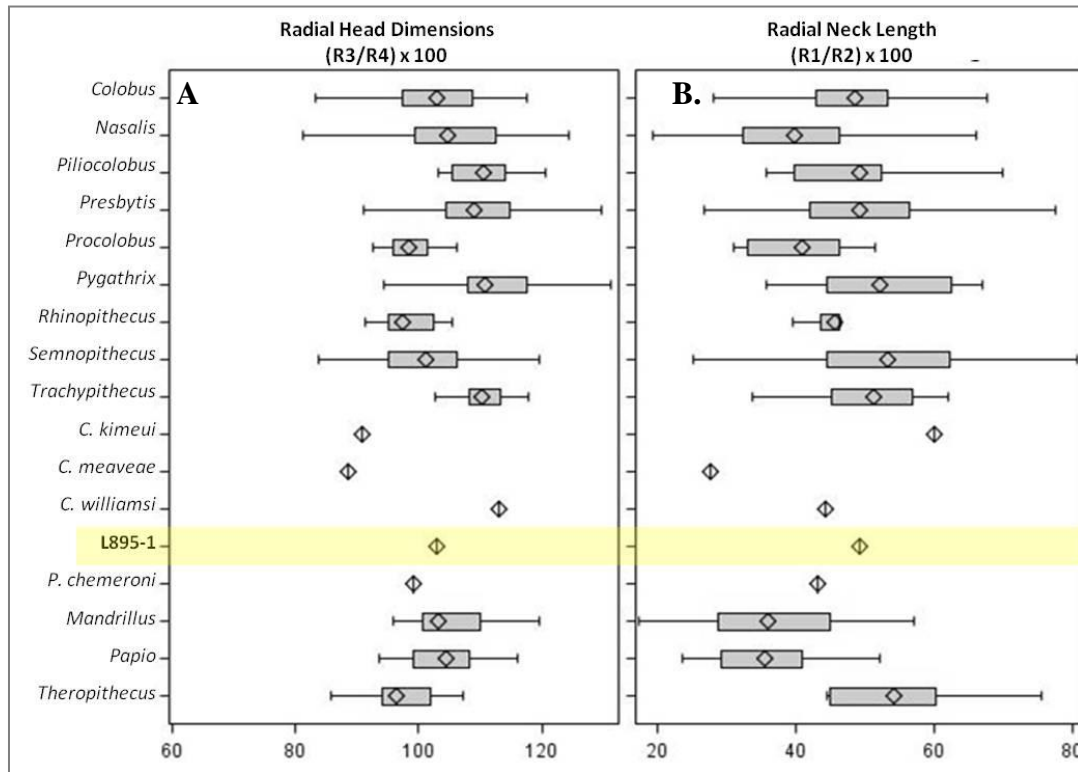 Radial Head Dimensions
(R3/R4) x 100
Radial Neck Length
(R1/R2) x 100
A
B.
Colobus
Nasalis
Piliocolobus
Presbytis
Procolobus
Pygathrix
Rhinopithecus
Semnopithecus
Trachypithecus
C. kimeui
C. meaveae
C. williamsi
L895-1
P. chemeroni
Mandrillus
Papio
Theropithecus
60 80 100 120
20 40 60 80